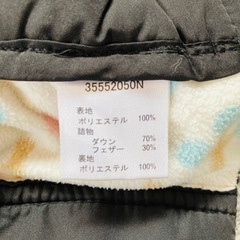 35552050N
表地
ポリエステル 100%
詰物
ダウン 70%
フェザー 30%
裏地
ポリエステル 100%